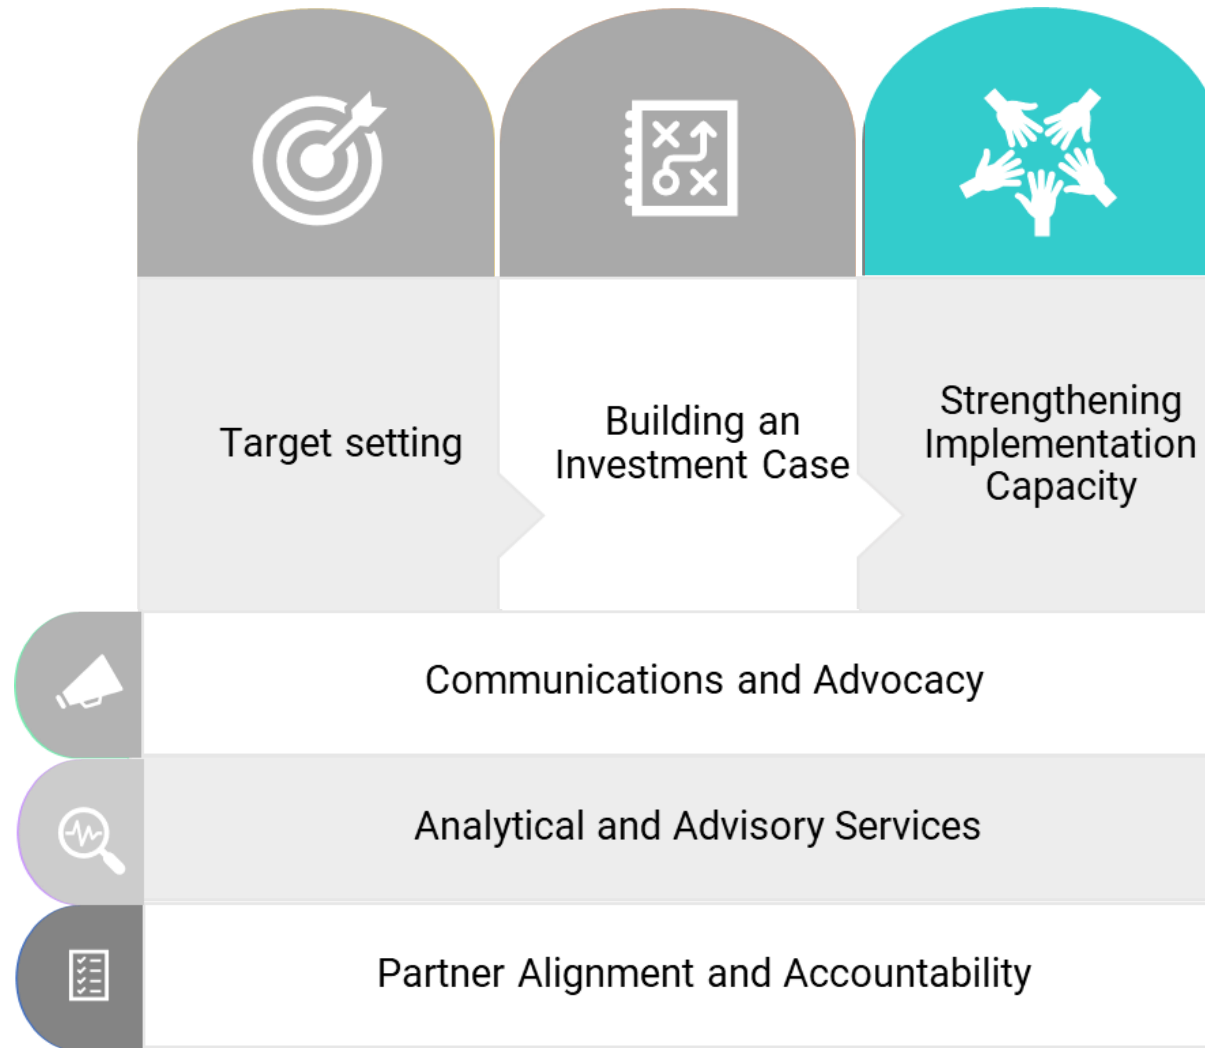 Target setting
Building an
Investment Case
Strengthening
Implementation
Capacity
Communications and Advocacy
Analytical and Advisory Services
Partner Alignment and Accountability